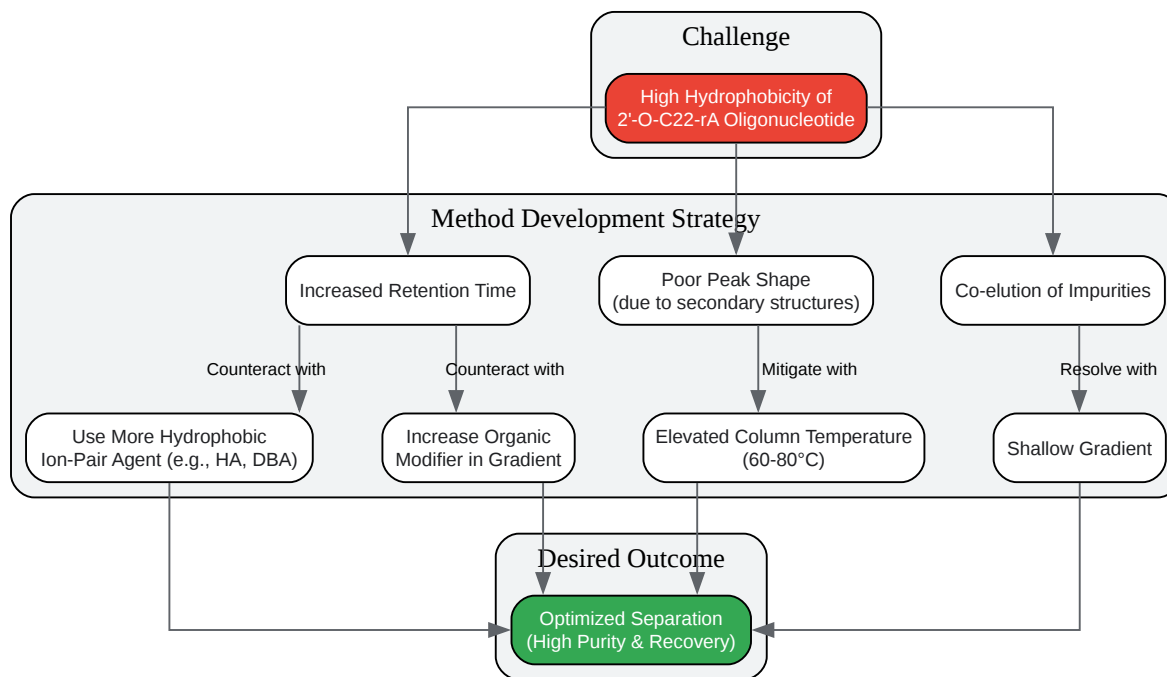 Challenge
High Hydrophobicity of
2'-O-C22-rA Oligonucleotide
Method Development Strategy
Increased Retention Time
Poor Peak Shape
(due to secondary structures)
Co-elution of Impurities
Counteract with
Counteract with
Mitigate with
Resolve with
Use More Hydrophobic
Ion-Pair Agent (e.g., HA, DBA)
Increase Organic
Modifier in Gradient
Elevated Column Temperature
(60-80°C)
Shallow Gradient
Desired Outcome
Optimized Separation
(High Purity & Recovery)